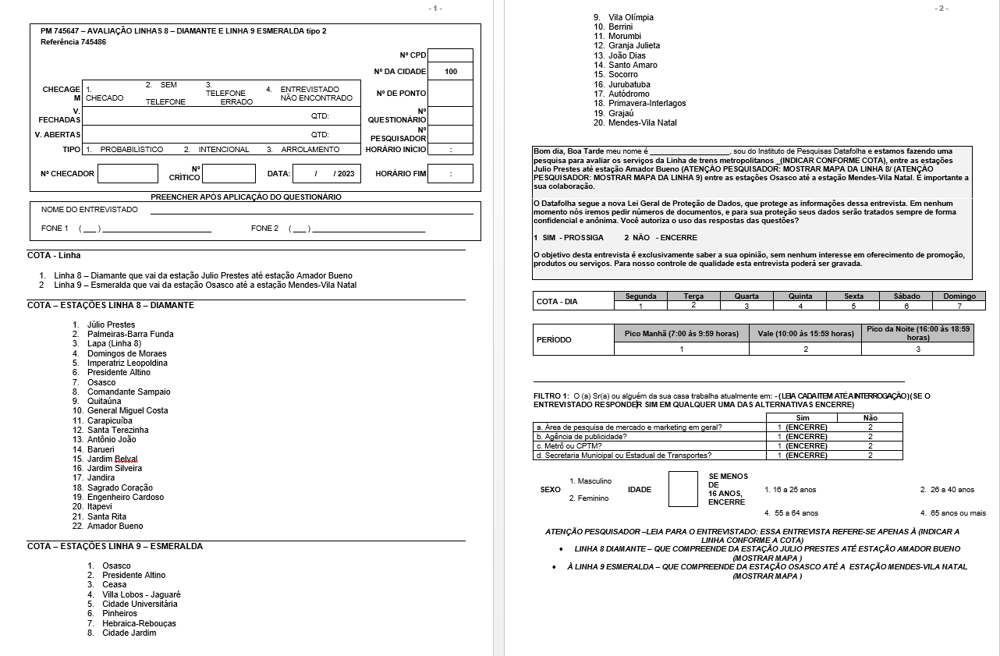 - 1 -
PM 745647 – AVALIAÇÃO LINHAS 8 – DIAMANTE E LINHA 9 ESMERALDA tipo 2
Referência 745486
Nº CPD
Nº DA CIDADE 100
CHECAGE
M
1.
CHECADO
2. SEM
TELEFONE
3.
TELEFONE
ERRADO
4. ENTREVISTADO
NÃO ENCONTRADO
Nº DE PONTO
V.
FECHADAS
QTD:
Nº
QUESTIONÁRIO
V. ABERTAS
QTD:
Nº
PESQUISADOR
TIPO 1. PROBABILÍSTICO 2. INTENCIONAL 3. ARROLAMENTO
HORÁRIO INÍCIO :
Nº CHECADOR
Nº
CRÍTICO
DATA: / / 2023
HORÁRIO FIM :
PREENCHER APÓS APLICAÇÃO DO QUESTIONÁRIO
NOME DO ENTREVISTADO
FONE 1 ( ___ ) FONE 2 ( ___ )
COTA - Linha
1. Linha 8 – Diamante que vai da estação Julio Prestes até estação Amador Bueno
2 Linha 9 – Esmeralda que vai da estação Osasco até a estação Mendes-Vila Natal
COTA – ESTAÇÕES LINHA 8 – DIAMANTE
1. Júlio Prestes
2. Palmeiras-Barra Funda
3. Lapa (Linha 8)
4. Domingos de Moraes
5. Imperatriz Leopoldina
6. Presidente Altino
7. Osasco
8. Comandante Sampaio
9. Quitaúna
10. General Miguel Costa
11. Carapicuíba
12. Santa Terezinha
13. Antônio João
14. Barueri
15. Jardim Belval
16. Jardim Silveira
17. Jandira
18. Sagrado Coração
19. Engenheiro Cardoso
20. Itapevi
21. Santa Rita
22. Amador Bueno
COTA – ESTAÇÕES LINHA 9 – ESMERALDA
1. Osasco
2. Presidente Altino
3. Ceasa
4. Villa Lobos - Jaguaré
5. Cidade Universitária
6. Pinheiros
7. Hebraica-Rebouças
8. Cidade Jardim
- 2 -
9. Vila Olímpia
10. Berrini
11. Morumbi
12. Granja Julieta
13. João Dias
14. Santo Amaro
15. Socorro
16. Jurubatuba
17. Autódromo
18. Primavera-Interlagos
19. Grajaú
20. Mendes-Vila Natal
Bom dia, Boa Tarde meu nome é ___________________, sou do Instituto de Pesquisas Datafolha e estamos fazendo uma
pesquisa para avaliar os serviços da Linha de trens metropolitanos _(INDICAR CONFORME COTA), entre as estações
Julio Prestes até estação Amador Bueno (ATENÇÃO PESQUISADOR: MOSTRAR MAPA DA LINHA 8/ (ATENÇÃO
PESQUISADOR: MOSTRAR MAPA DA LINHA 9) entre as estações Osasco até a estação Mendes-Vila Natal. É importante a
sua colaboração.
O Datafolha segue a nova Lei Geral de Proteção de Dados, que protege as informações dessa entrevista. Em nenhum
momento nós iremos pedir números de documentos, e para sua proteção seus dados serão tratados sempre de forma
confidencial e anônima. Você autoriza o uso das respostas das questões?
1 SIM - PROSSIGA 2 NÃO - ENCERRE
O objetivo desta entrevista é exclusivamente saber a sua opinião, sem nenhum interesse em oferecimento de promoção,
produtos ou serviços. Para nosso controle de qualidade esta entrevista poderá ser gravada.
COTA - DIA
Segunda Terça Quarta Quinta Sexta Sábado Domingo
1 2 3 4 5 6 7
PERÍODO
Pico Manhã (7:00 às 9:59 horas) Vale (10:00 às 15:59 horas) Pico da Noite (16:00 às 18:59
horas)
1 2 3
FILTRO 1: O (a) Sr(a) ou alguém da sua casa trabalha atualmente em: - (LEIA CADA ITEM ATÉ A INTERROGAÇÃO)(SE O
ENTREVISTADO RESPONDER SIM EM QUALQUER UMA DAS ALTERNATIVAS ENCERRE)
Sim Não
a. Área de pesquisa de mercado e marketing em geral? 1 (ENCERRE) 2
b. Agência de publicidade? 1 (ENCERRE) 2
c. Metrô ou CPTM? 1 (ENCERRE) 2
d. Secretaria Municipal ou Estadual de Transportes? 1 (ENCERRE) 2
SEXO
1. Masculino
2. Feminino
IDADE
SE MENOS
DE
16 ANOS,
ENCERRE
1. 16 a 25 anos 2. 26 a 40 anos
4. 55 a 64 anos 4. 65 anos ou mais
ATENÇÃO PESQUISADOR –LEIA PARA O ENTREVISTADO: ESSA ENTREVISTA REFERE-SE APENAS À (INDICAR A
LINHA CONFORME A COTA)
• LINHA 8 DIAMANTE – QUE COMPREENDE DA ESTAÇÃO JULIO PRESTES ATÉ ESTAÇÃO AMADOR BUENO
(MOSTRAR MAPA )
• À LINHA 9 ESMERALDA – QUE COMPREENDE DA ESTAÇÃO OSASCO ATÉ A ESTAÇÃO MENDES-VILA NATAL
(MOSTRAR MAPA )